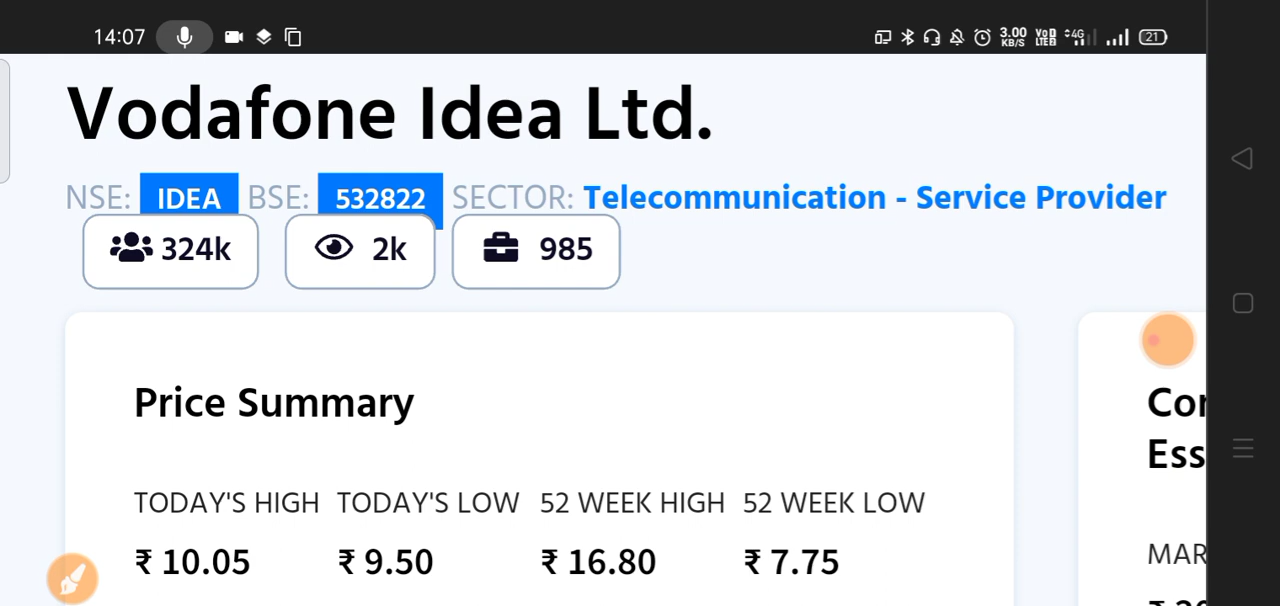 14:07 3.00 KB/S VoD LTE2 4G 21
Vodafone Idea Ltd.
NSE: IDEA BSE: 532822 SECTOR: Telecommunication - Service Provider
324k 2k 985
Price Summary
TODAY'S HIGH TODAY'S LOW 52 WEEK HIGH 52 WEEK LOW
₹ 10.05 ₹ 9.50 ₹ 16.80 ₹ 7.75
Cor
Ess
MAR